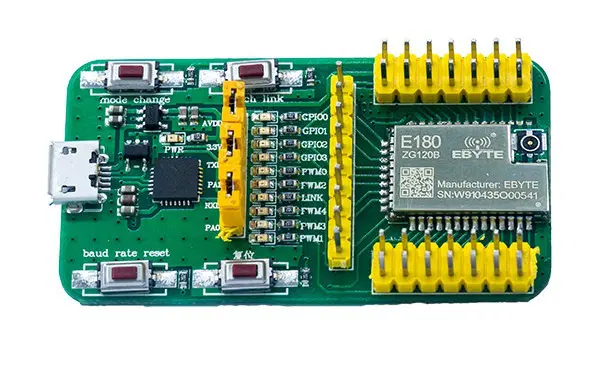 mode change
ch link
AVDD
3.3V
TXD
PA
RXD
PA0
PWR
GPIO0
GPIO1
GPIO2
GPIO3
PWM0
PWM2
LINK
PWM4
PWM3
PWM1
E180
ZG120B
EBYTE
Manufacturer: EBYTE
SN:W910435O00541
baud rate reset
复位